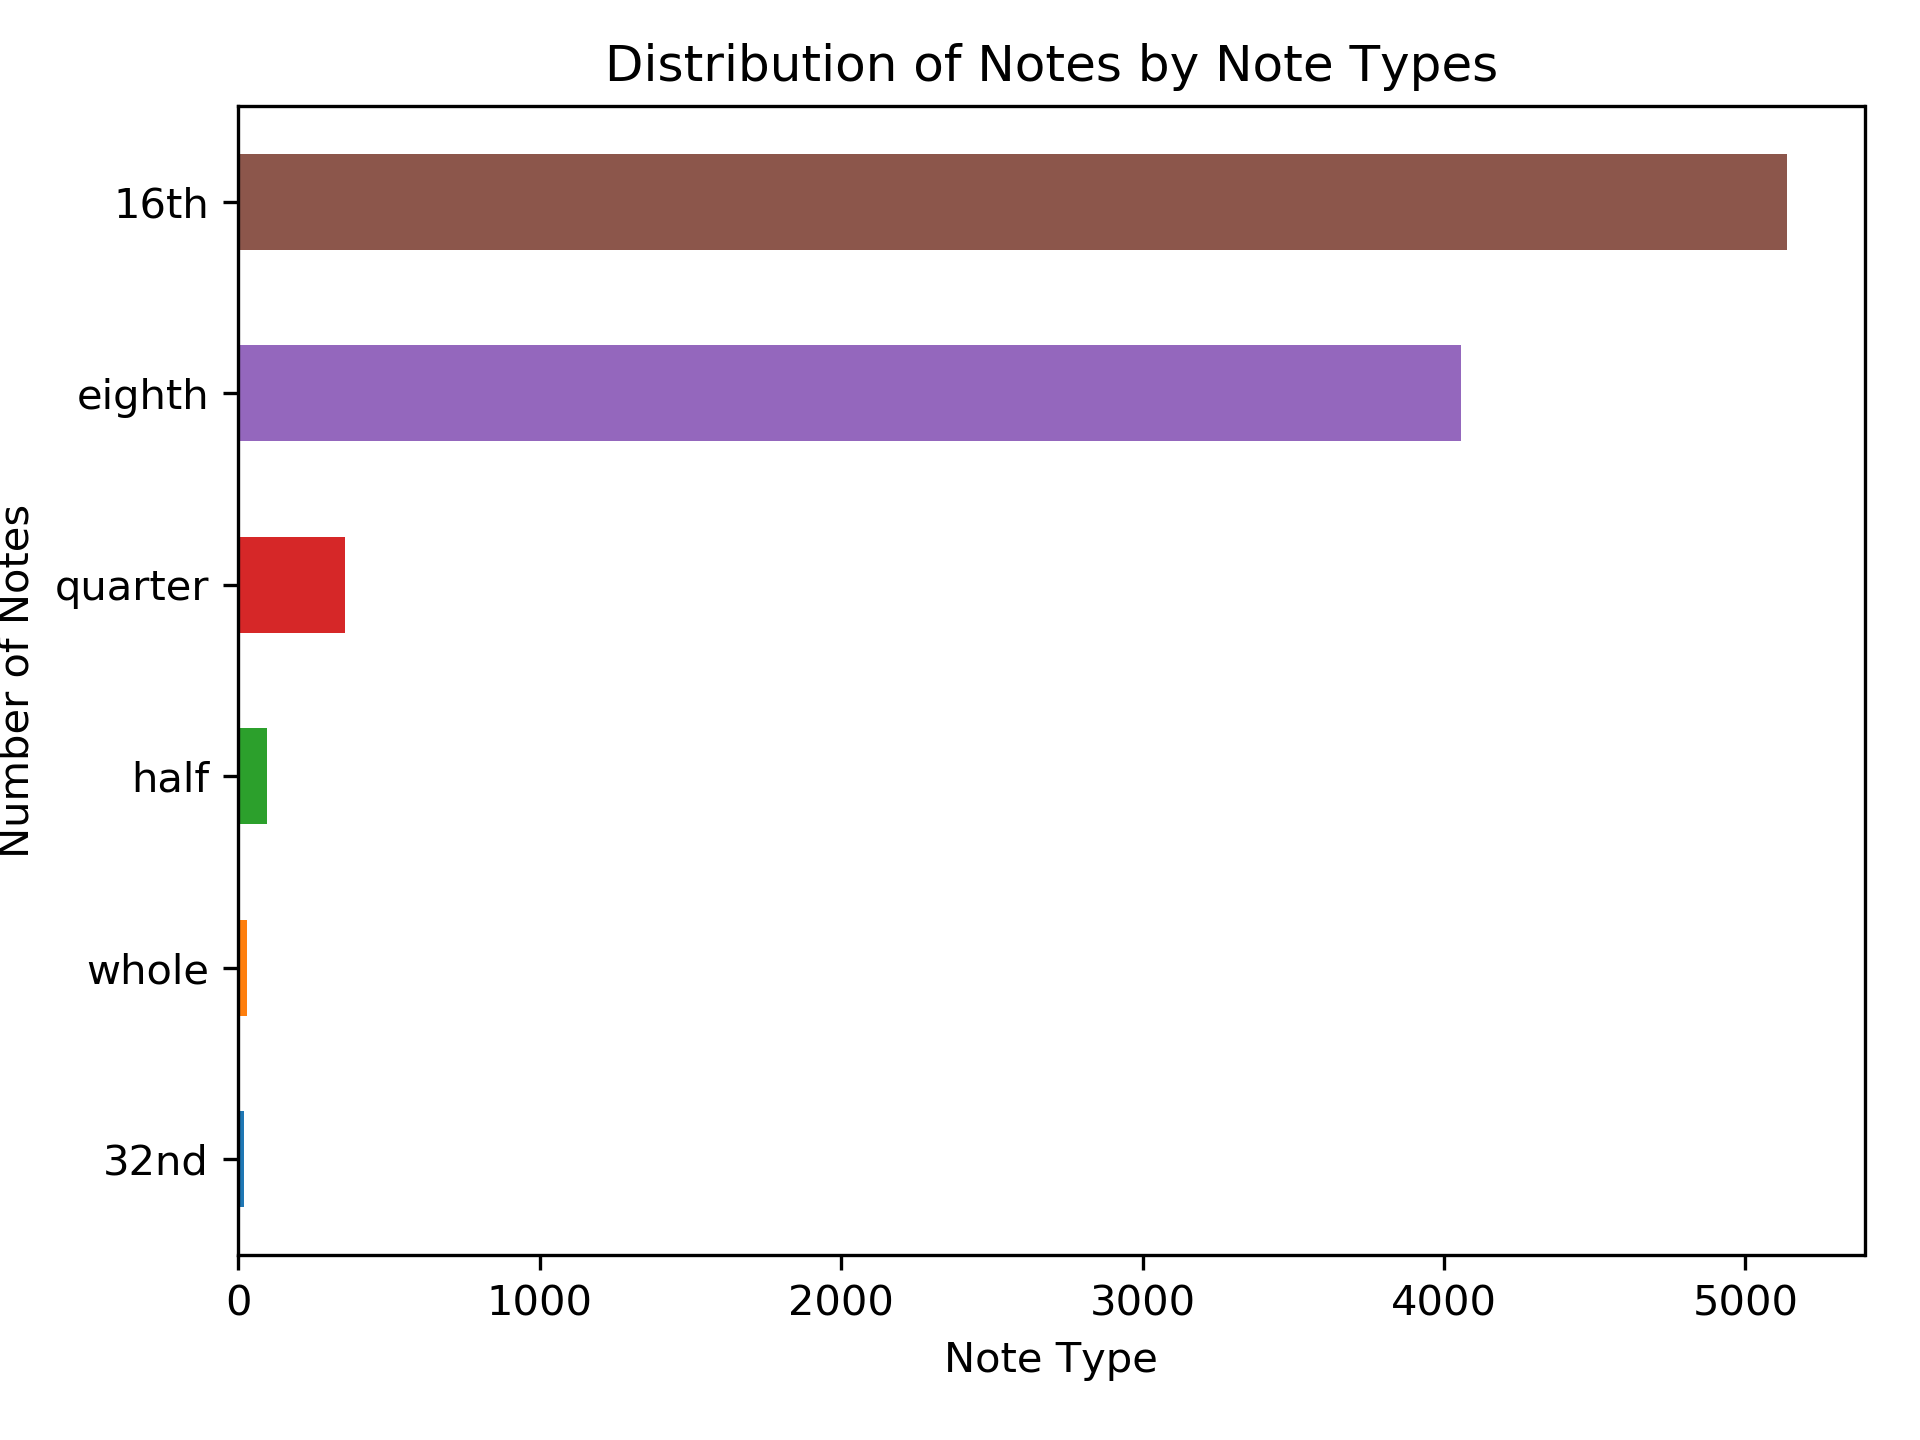 Distribution of Notes by Note Types
16th
eighth
quarter
half
whole
32nd
Number of Notes
0 1000 2000 3000 4000 5000
Note Type